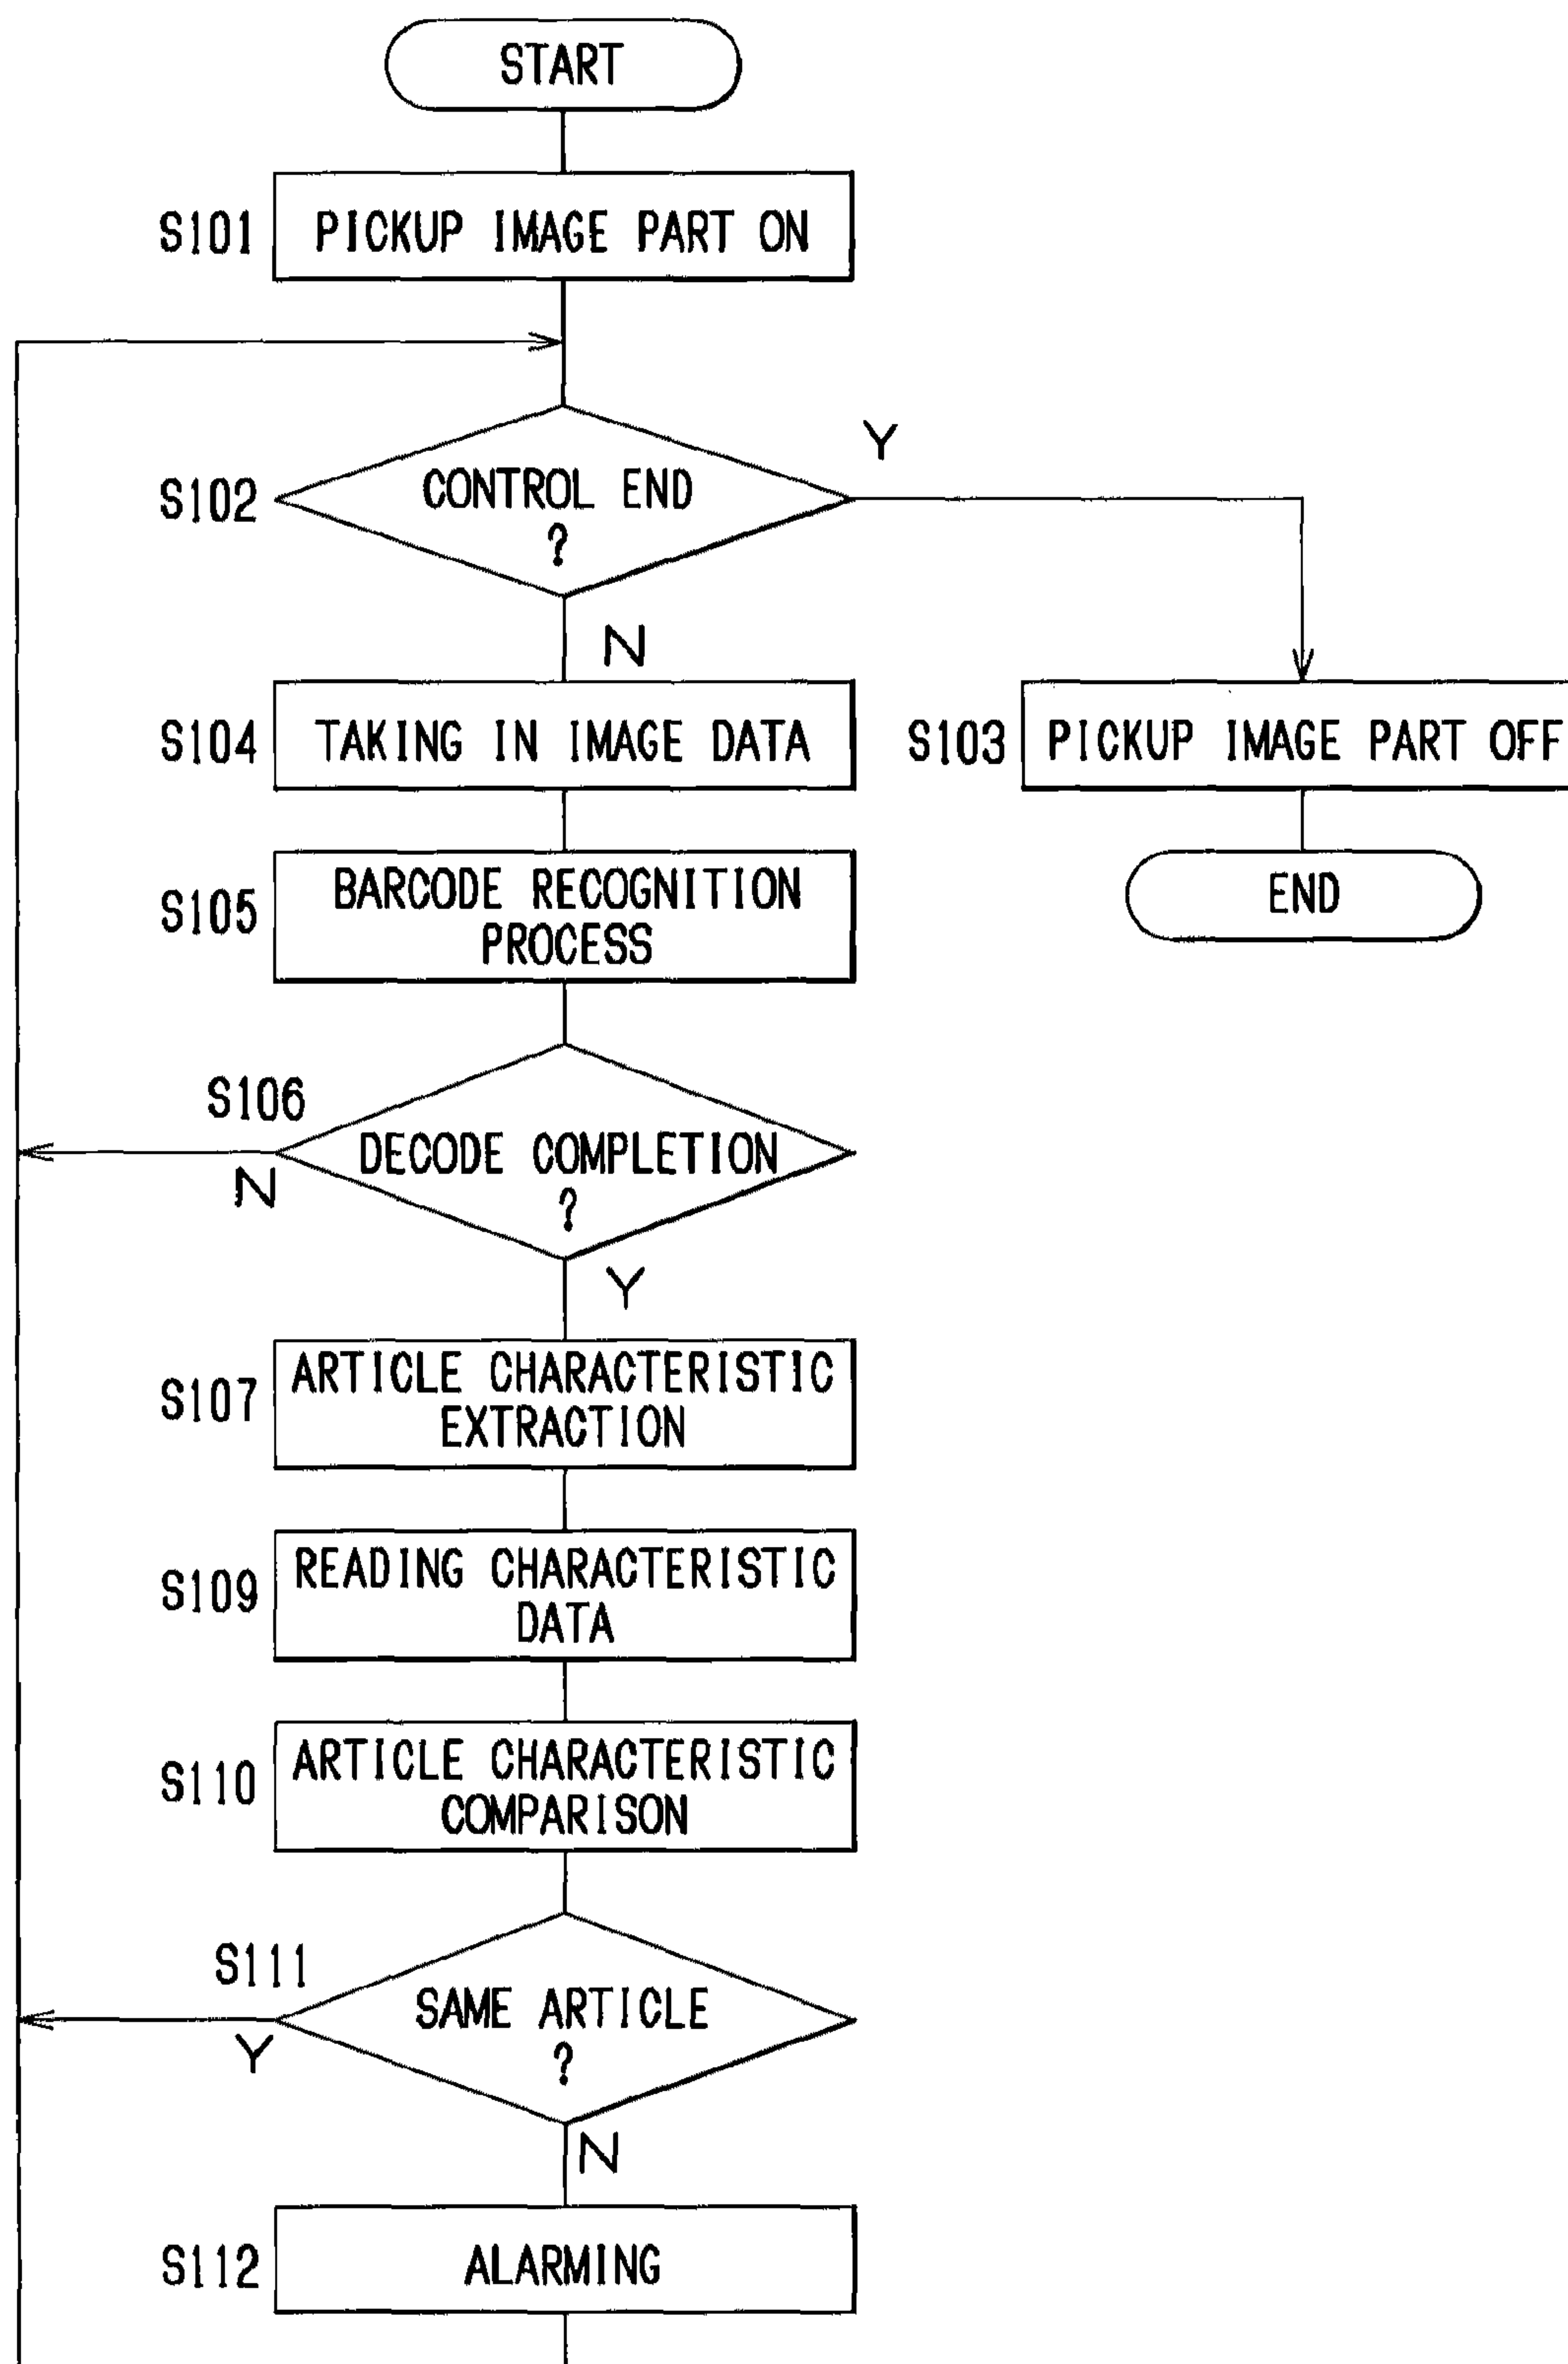 START
S101 PICKUP IMAGE PART ON
Y
S102 CONTROL END
?
N
S104 TAKING IN IMAGE DATA
S103 PICKUP IMAGE PART OFF
S105 BARCODE RECOGNITION
PROCESS
END
S106
DECODE COMPLETION
N
?
Y
S107 ARTICLE CHARACTERISTIC
EXTRACTION
S109 READING CHARACTERISTIC
DATA
S110 ARTICLE CHARACTERISTIC
COMPARISON
S111
SAME ARTICLE
Y
?
N
S112 ALARMING